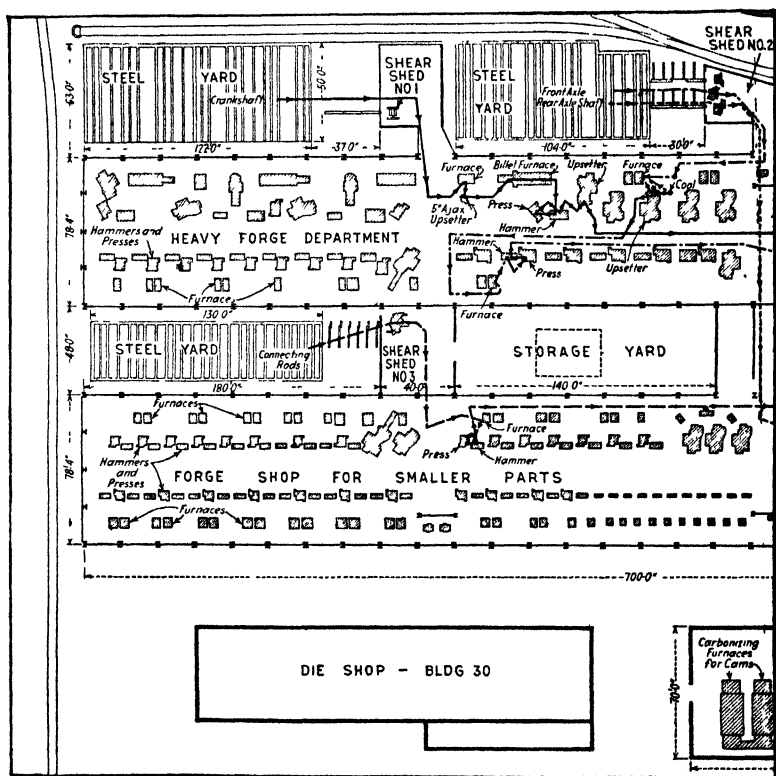 SHEAR
SHED NO.2
STEEL YARD
Crankshaft
SHEAR
SHED
NO 1
STEEL
YARD
Front Axle
Rear Axle Shaft
50'0"
63'0"
122'0"
37'0"
104'0"
30'0"
Furnace
Billet Furnace
Upsetter
Furnace
Cool
5" Ajax
Upsetter
Press
Hammer
78'4"
Hammers and
Presses
HEAVY FORGE DEPARTMENT
Hammer
Press
Upsetter
Furnace
Furnace
130'0"
48'0"
STEEL YARD
Connecting
Rods
SHEAR
SHED
NO 3
STORAGE YARD
180'0"
40'0"
140'0"
Furnaces
Furnace
Press
Hammer
Hammers
and
Presses
78'4"
FORGE SHOP FOR SMALLER PARTS
Furnaces
700'0"
DIE SHOP - BLDG 30
Carbonizing
Furnaces
for Cams
70'0"